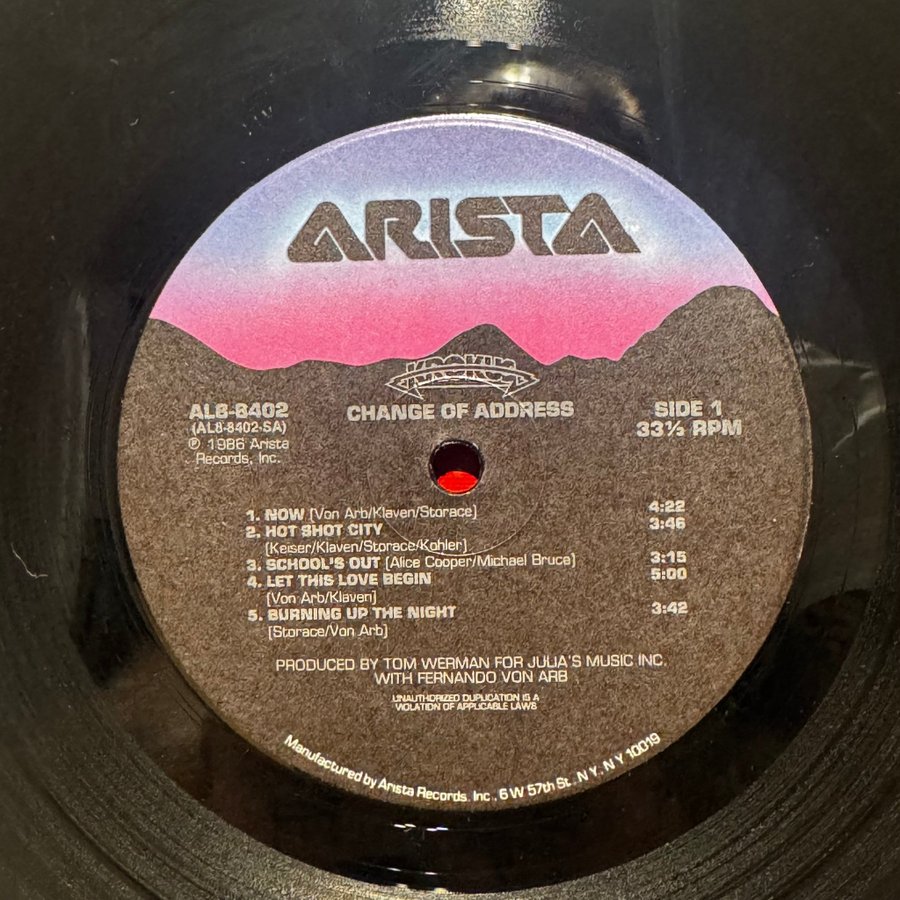 ARISTA
KROKUS
CHANGE OF ADDRESS
AL8-8402
(AL8-8402-SA)
℗ 1986 Arista
Records, Inc.
SIDE 1
33⅓ RPM
1. NOW [Von Arb/Klaven/Storace] 4:22
2. HOT SHOT CITY 3:46
[Keiser/Klaven/Storace/Kohler]
3. SCHOOL'S OUT [Alice Cooper/Michael Bruce] 3:15
4. LET THIS LOVE BEGIN 5:00
[Von Arb/Klaven]
5. BURNING UP THE NIGHT 3:42
[Storace/Von Arb]
PRODUCED BY TOM WERMAN FOR JULIA'S MUSIC INC.
WITH FERNANDO VON ARB
UNAUTHORIZED DUPLICATION IS A
VIOLATION OF APPLICABLE LAWS
Manufactured by Arista Records, Inc., 6 W 57th St., N.Y., N.Y 10019